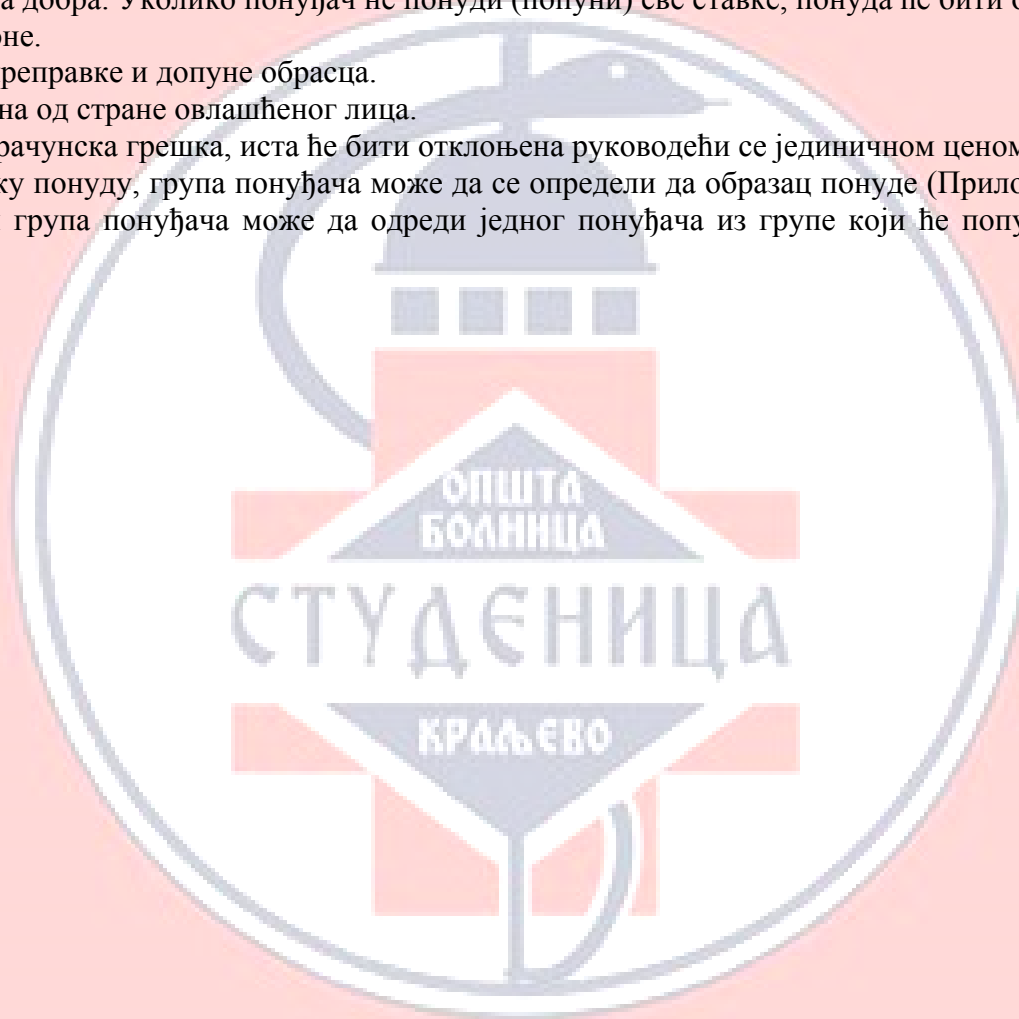 а добра. Уколико понуђач не понуди (попуни) све ставке, понуда ће бити о
оне.
реправке и допуне обрасца.
на од стране овлашћеног лица.
рачунска грешка, иста ће бити отклоњена руководећи се јединичном ценом
ку понуду, група понуђача може да се определи да образац понуде (Прило
група понуђача може да одреди једног понуђача из групе који ће попу
ОПШТА
БОЛНИЦА
СТУДЕНИЦА
КРАЉЕВО